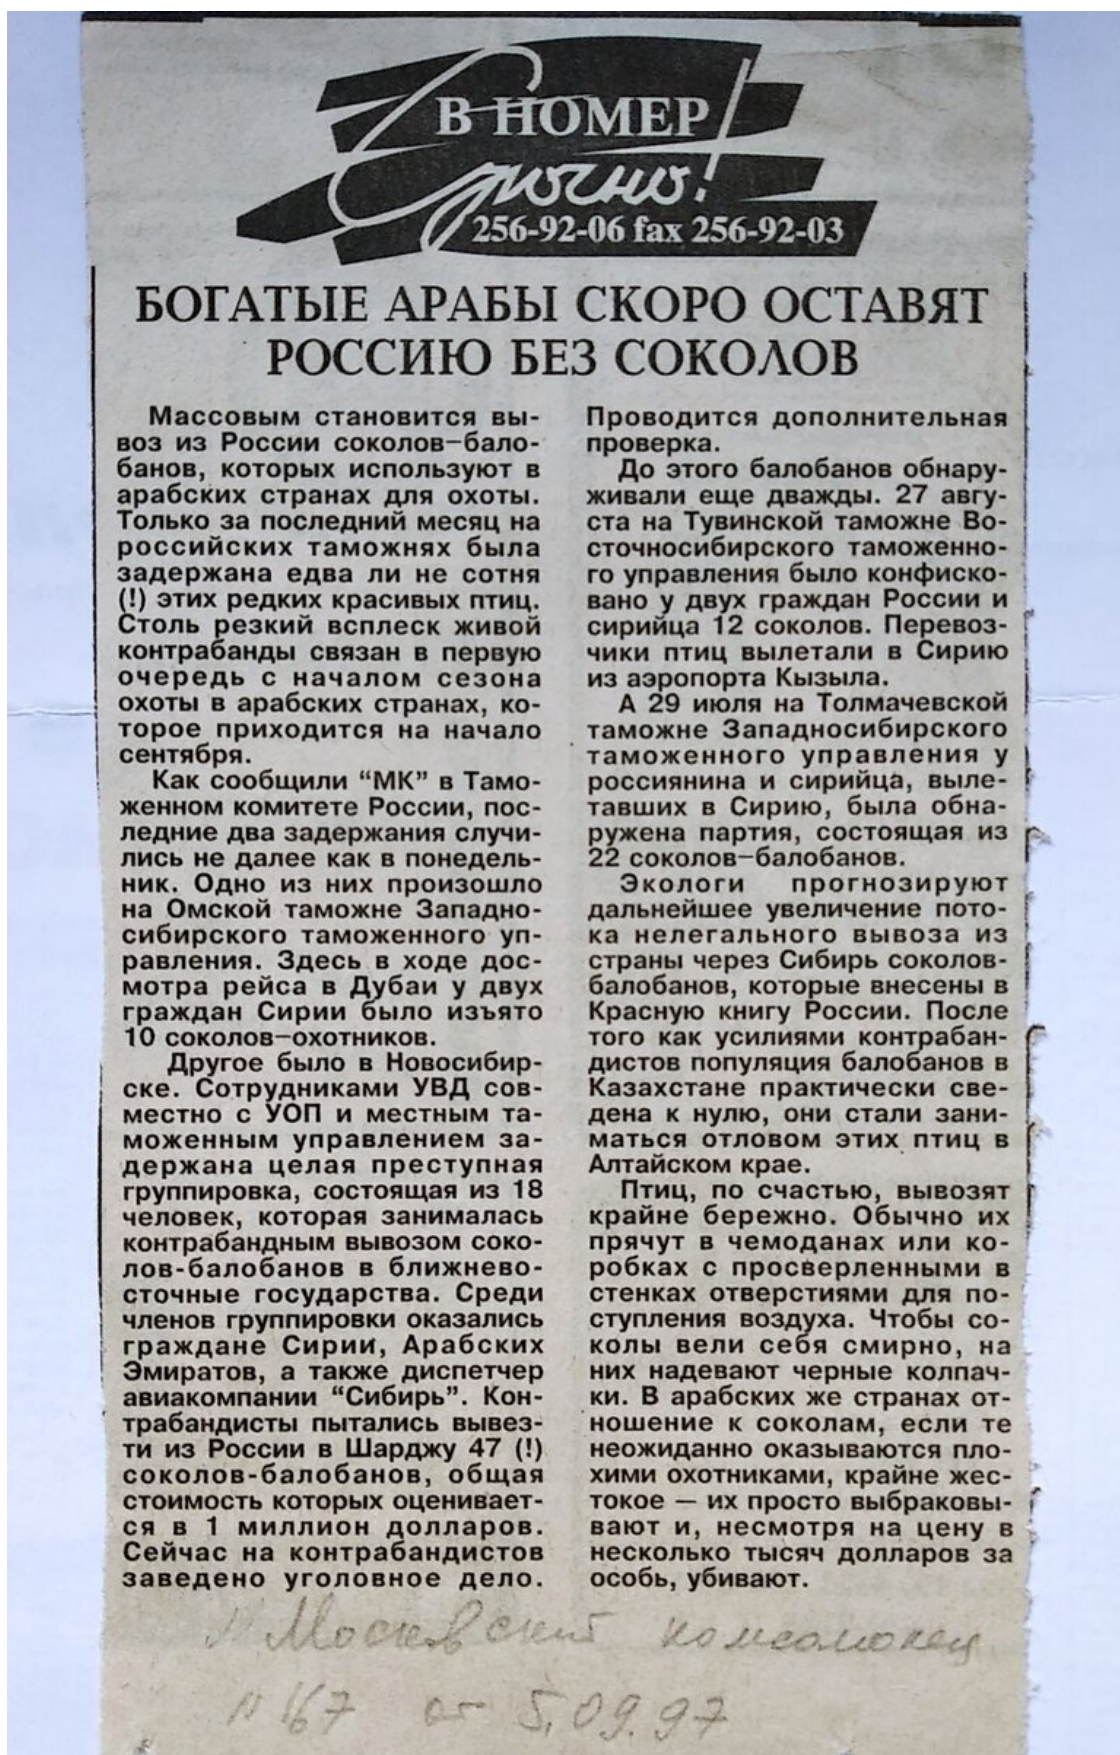 В НОМЕР
Срочно!
256-92-06 fax 256-92-03
БОГАТЫЕ АРАБЫ СКОРО ОСТАВЯТ
РОССИЮ БЕЗ СОКОЛОВ
Массовым становится вы-
воз из России соколов-бало-
банов, которых используют в
арабских странах для охоты.
Только за последний месяц на
российских таможнях была
задержана едва ли не сотня
(!) этих редких красивых птиц.
Столь резкий всплеск живой
контрабанды связан в первую
очередь с началом сезона
охоты в арабских странах, ко-
торое приходится на начало
сентября.
Как сообщили "МК" в Тамо-
женном комитете России, пос-
ледние два задержания случи-
лись не далее как в понедель-
ник. Одно из них произошло
на Омской таможне Западно-
сибирского таможенного уп-
равления. Здесь в ходе дос-
мотра рейса в Дубаи у двух
граждан Сирии было изъято
10 соколов-охотников.
Другое было в Новосибир-
ске. Сотрудниками УВД сов-
местно с УОП и местным та-
моженным управлением за-
держана целая преступная
группировка, состоящая из 18
человек, которая занималась
контрабандным вывозом соко-
лов-балобанов в ближнево-
сточные государства. Среди
членов группировки оказались
граждане Сирии, Арабских
Эмиратов, а также диспетчер
авиакомпании "Сибирь". Кон-
трабандисты пытались вывез-
ти из России в Шарджу 47 (!)
соколов-балобанов, общая
стоимость которых оценивает-
ся в 1 миллион долларов.
Сейчас на контрабандистов
заведено уголовное дело.
Проводится дополнительная
проверка.
До этого балобанов обнару-
живали еще дважды. 27 авгу-
ста на Тувинской таможне Во-
сточносибирского таможенно-
го управления было конфиско-
вано у двух граждан России и
сирийца 12 соколов. Перевоз-
чики птиц вылетали в Сирию
из аэропорта Кызыла.
А 29 июля на Толмачевской
таможне Западносибирского
таможенного управления у
россиянина и сирийца, выле-
тавших в Сирию, была обна-
ружена партия, состоящая из
22 соколов-балобанов.
Экологи прогнозируют
дальнейшее увеличение пото-
ка нелегального вывоза из
страны через Сибирь соколов-
балобанов, которые внесены в
Красную книгу России. После
того как усилиями контрабан-
дистов популяция балобанов в
Казахстане практически све-
дена к нулю, они стали зани-
маться отловом этих птиц в
Алтайском крае.
Птиц, по счастью, вывозят
крайне бережно. Обычно их
прячут в чемоданах или ко-
робках с просверленными в
стенках отверстиями для по-
ступления воздуха. Чтобы со-
колы вели себя смирно, на
них надевают черные колпач-
ки. В арабских же странах от-
ношение к соколам, если те
неожиданно оказываются пло-
хими охотниками, крайне жес-
токое — их просто выбраковы-
вают и, несмотря на цену в
несколько тысяч долларов за
особь, убивают.
"Московский комсомолец
N 167 от 5.09.97